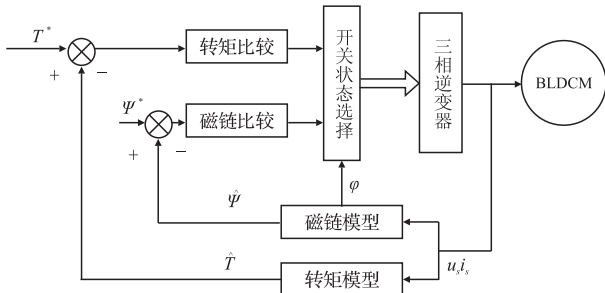 T*
转矩比较
+
−
Ψ*
磁链比较
+
−
开关状态选择
三相逆变器
BLDCM
φ
Ψ̂
磁链模型
T̂
转矩模型
uₛiₛ